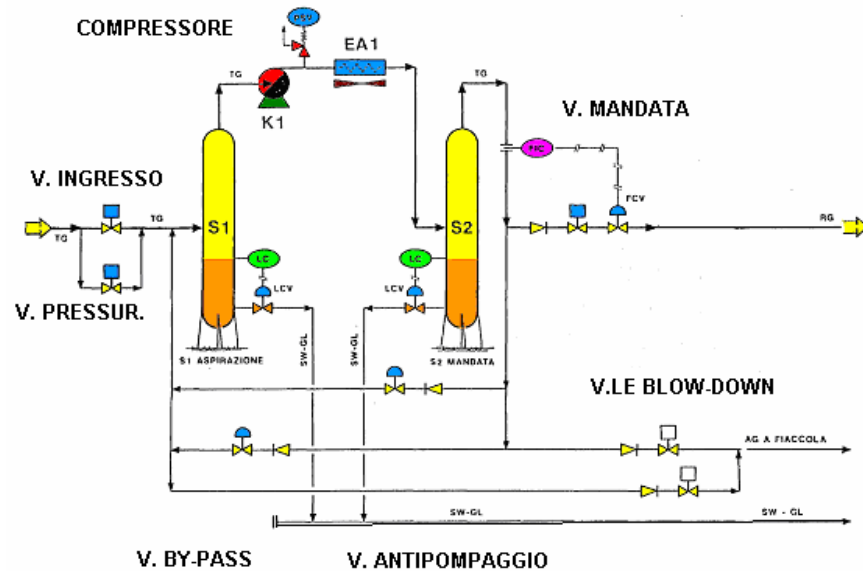 COMPRESSORE
PSV
EA1
TG
TG
K1
V. MANDATA
FIC
V. INGRESSO
FCV
TG
TG
S1
S2
RG
LC
LC
V. PRESSUR.
LCV
LCV
S1 ASPIRAZIONE
SW-GL
SW-GL
S2 MANDATA
V.LE BLOW-DOWN
AG A FIACCOLA
SW-GL
SW - GL
V. BY-PASS
V. ANTIPOMPAGGIO